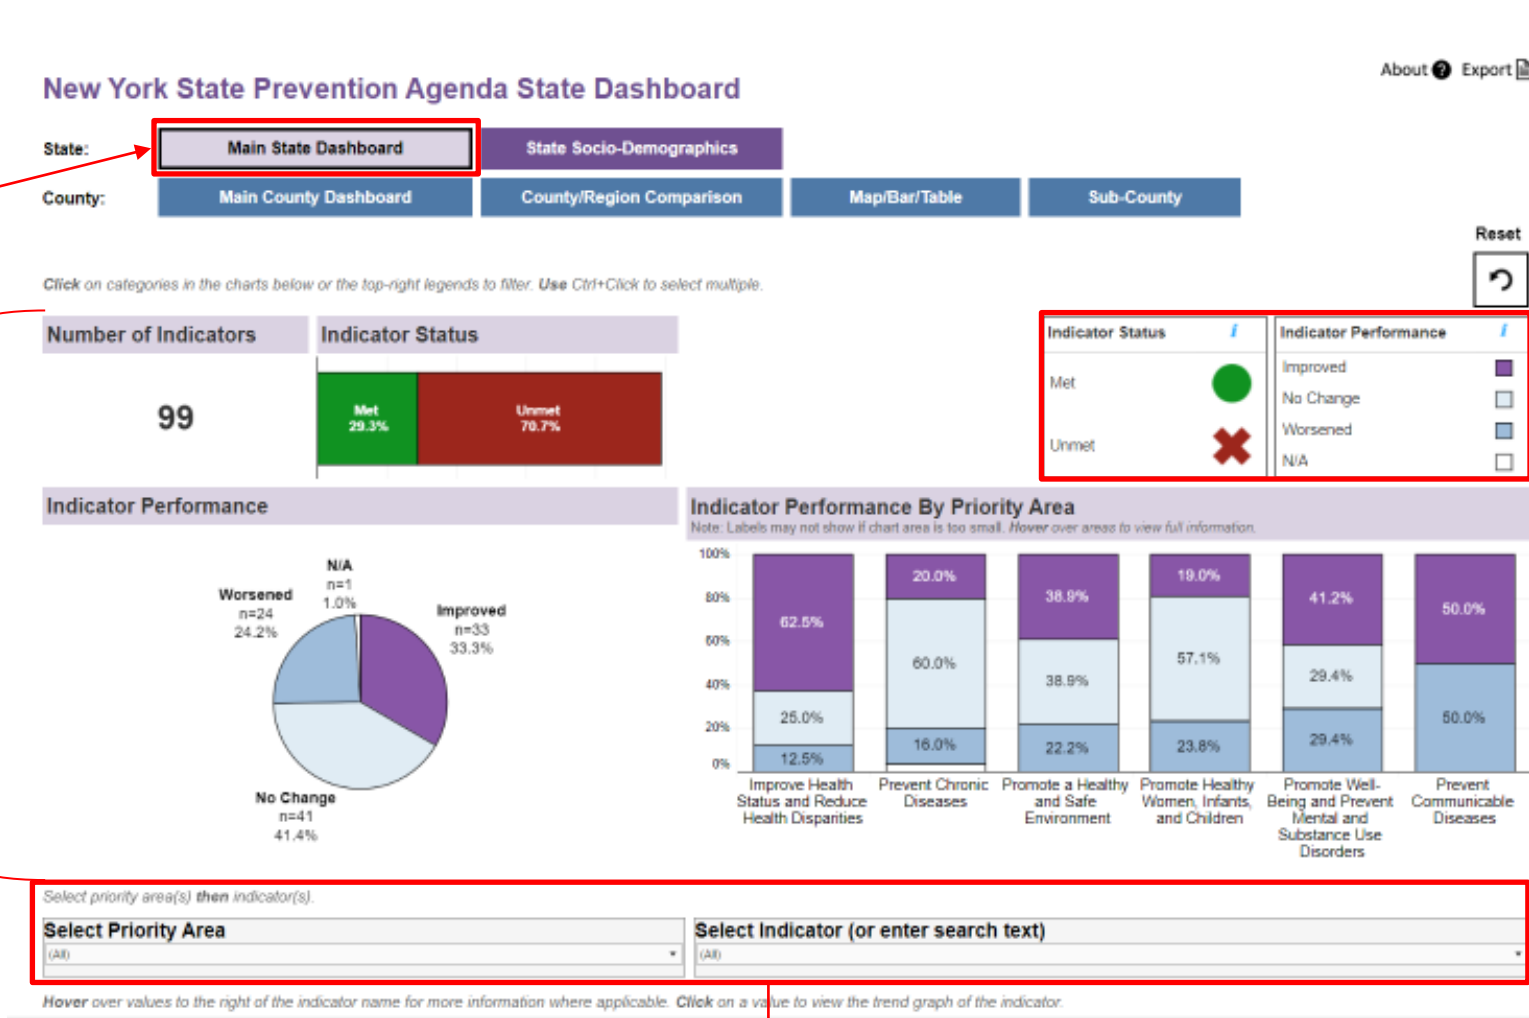 About ? Export
New York State Prevention Agenda State Dashboard
State: Main State Dashboard State Socio-Demographics
County: Main County Dashboard County/Region Comparison Map/Bar/Table Sub-County
Reset
Click on categories in the charts below or the top-right legends to filter. Use Ctrl+Click to select multiple.
Number of Indicators Indicator Status
99
Met
29.3%
Unmet
70.7%
Indicator Status i
Met
Unmet
Indicator Performance i
Improved
No Change
Worsened
N/A
Indicator Performance
N/A
n=1
1.0%
Worsened
n=24
24.2%
Improved
n=33
33.3%
No Change
n=41
41.4%
Indicator Performance By Priority Area
Note: Labels may not show if chart area is too small. Hover over areas to view full information.
100%
80%
60%
40%
20%
0%
62.5%
25.0%
12.5%
20.0%
60.0%
16.0%
38.9%
38.9%
22.2%
19.0%
57.1%
23.8%
41.2%
29.4%
29.4%
50.0%
50.0%
Improve Health
Status and Reduce
Health Disparities
Prevent Chronic
Diseases
Promote a Healthy
and Safe
Environment
Promote Healthy
Women, Infants,
and Children
Promote Well-
Being and Prevent
Mental and
Substance Use
Disorders
Prevent
Communicable
Diseases
Select priority area(s) then indicator(s).
Select Priority Area
(All)
Select Indicator (or enter search text)
(All)
Hover over values to the right of the indicator name for more information where applicable. Click on a value to view the trend graph of the indicator.